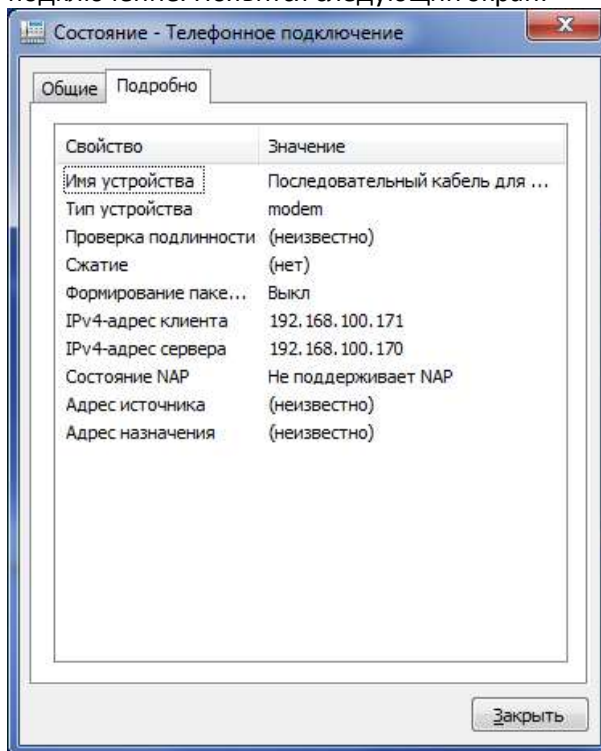 Состояние - Телефонное подключение
Общие Подробно
Свойство Значение
Имя устройства Последовательный кабель для ...
Тип устройства modem
Проверка подлинности (неизвестно)
Сжатие (нет)
Формирование паке... Выкл
IPv4-адрес клиента 192.168.100.171
IPv4-адрес сервера 192.168.100.170
Состояние NAP Не поддерживает NAP
Адрес источника (неизвестно)
Адрес назначения (неизвестно)
Закрыть